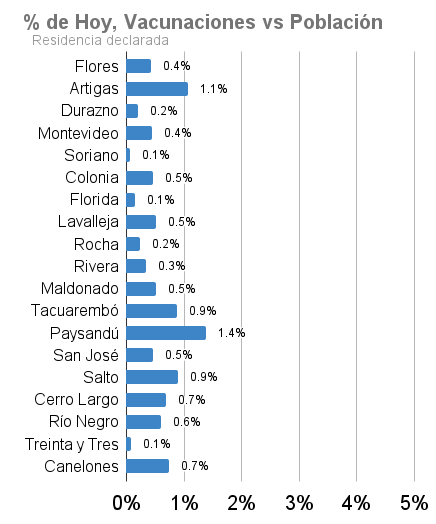 % de Hoy, Vacunaciones vs Población
Residencia declarada
Flores 0.4%
Artigas 1.1%
Durazno 0.2%
Montevideo 0.4%
Soriano 0.1%
Colonia 0.5%
Florida 0.1%
Lavalleja 0.5%
Rocha 0.2%
Rivera 0.3%
Maldonado 0.5%
Tacuarembó 0.9%
Paysandú 1.4%
San José 0.5%
Salto 0.9%
Cerro Largo 0.7%
Río Negro 0.6%
Treinta y Tres 0.1%
Canelones 0.7%
0% 1% 2% 3% 4% 5%